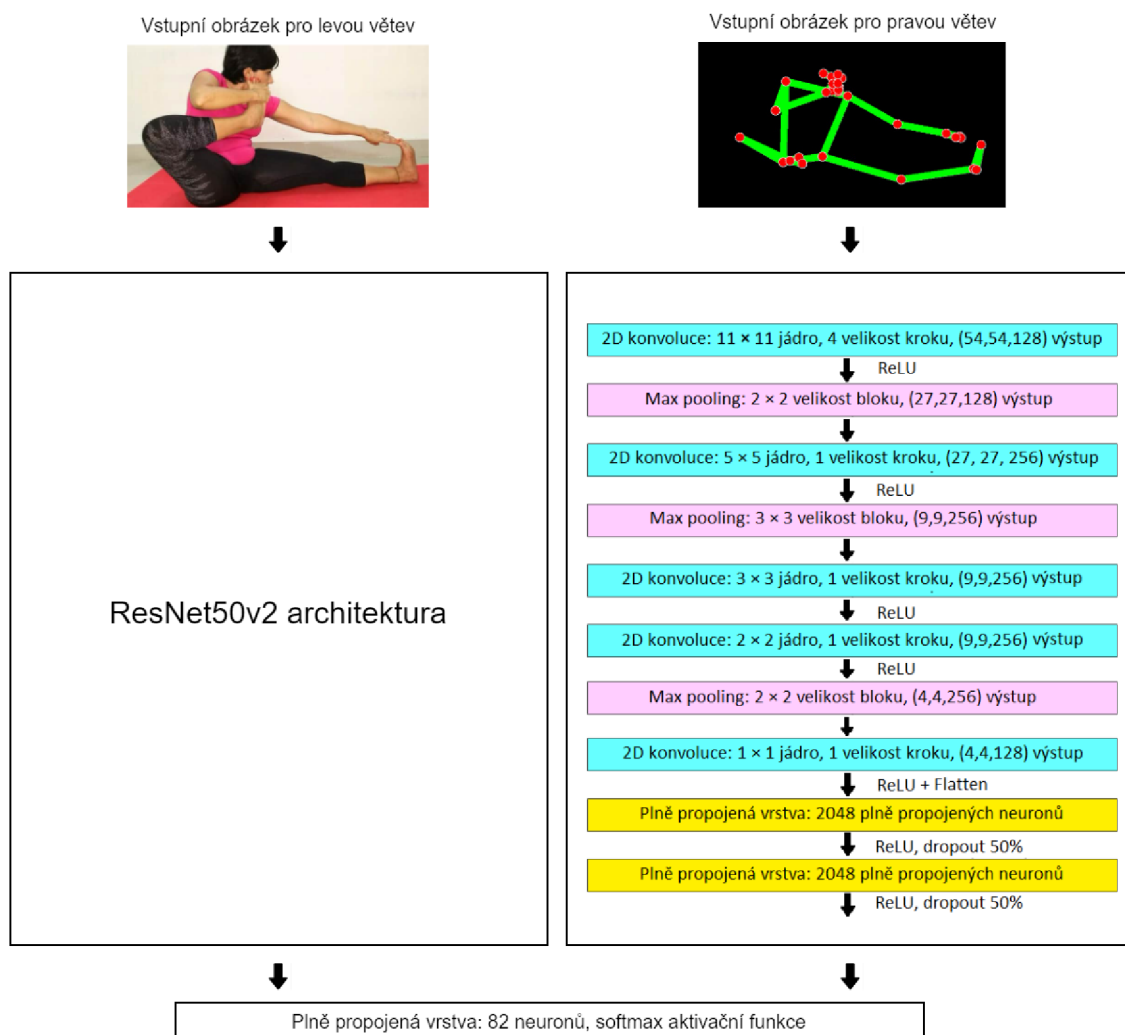 Vstupní obrázek pro levou větev
Vstupní obrázek pro pravou větev
ResNet50v2 architektura
2D konvoluce: 11 × 11 jádro, 4 velikost kroku, (54,54,128) výstup
ReLU
Max pooling: 2 × 2 velikost bloku, (27,27,128) výstup
2D konvoluce: 5 × 5 jádro, 1 velikost kroku, (27, 27, 256) výstup
ReLU
Max pooling: 3 × 3 velikost bloku, (9,9,256) výstup
2D konvoluce: 3 × 3 jádro, 1 velikost kroku, (9,9,256) výstup
ReLU
2D konvoluce: 2 × 2 jádro, 1 velikost kroku, (9,9,256) výstup
ReLU
Max pooling: 2 × 2 velikost bloku, (4,4,256) výstup
2D konvoluce: 1 × 1 jádro, 1 velikost kroku, (4,4,128) výstup
ReLU + Flatten
Plně propojená vrstva: 2048 plně propojených neuronů
ReLU, dropout 50%
Plně propojená vrstva: 2048 plně propojených neuronů
ReLU, dropout 50%
Plně propojená vrstva: 82 neuronů, softmax aktivační funkce